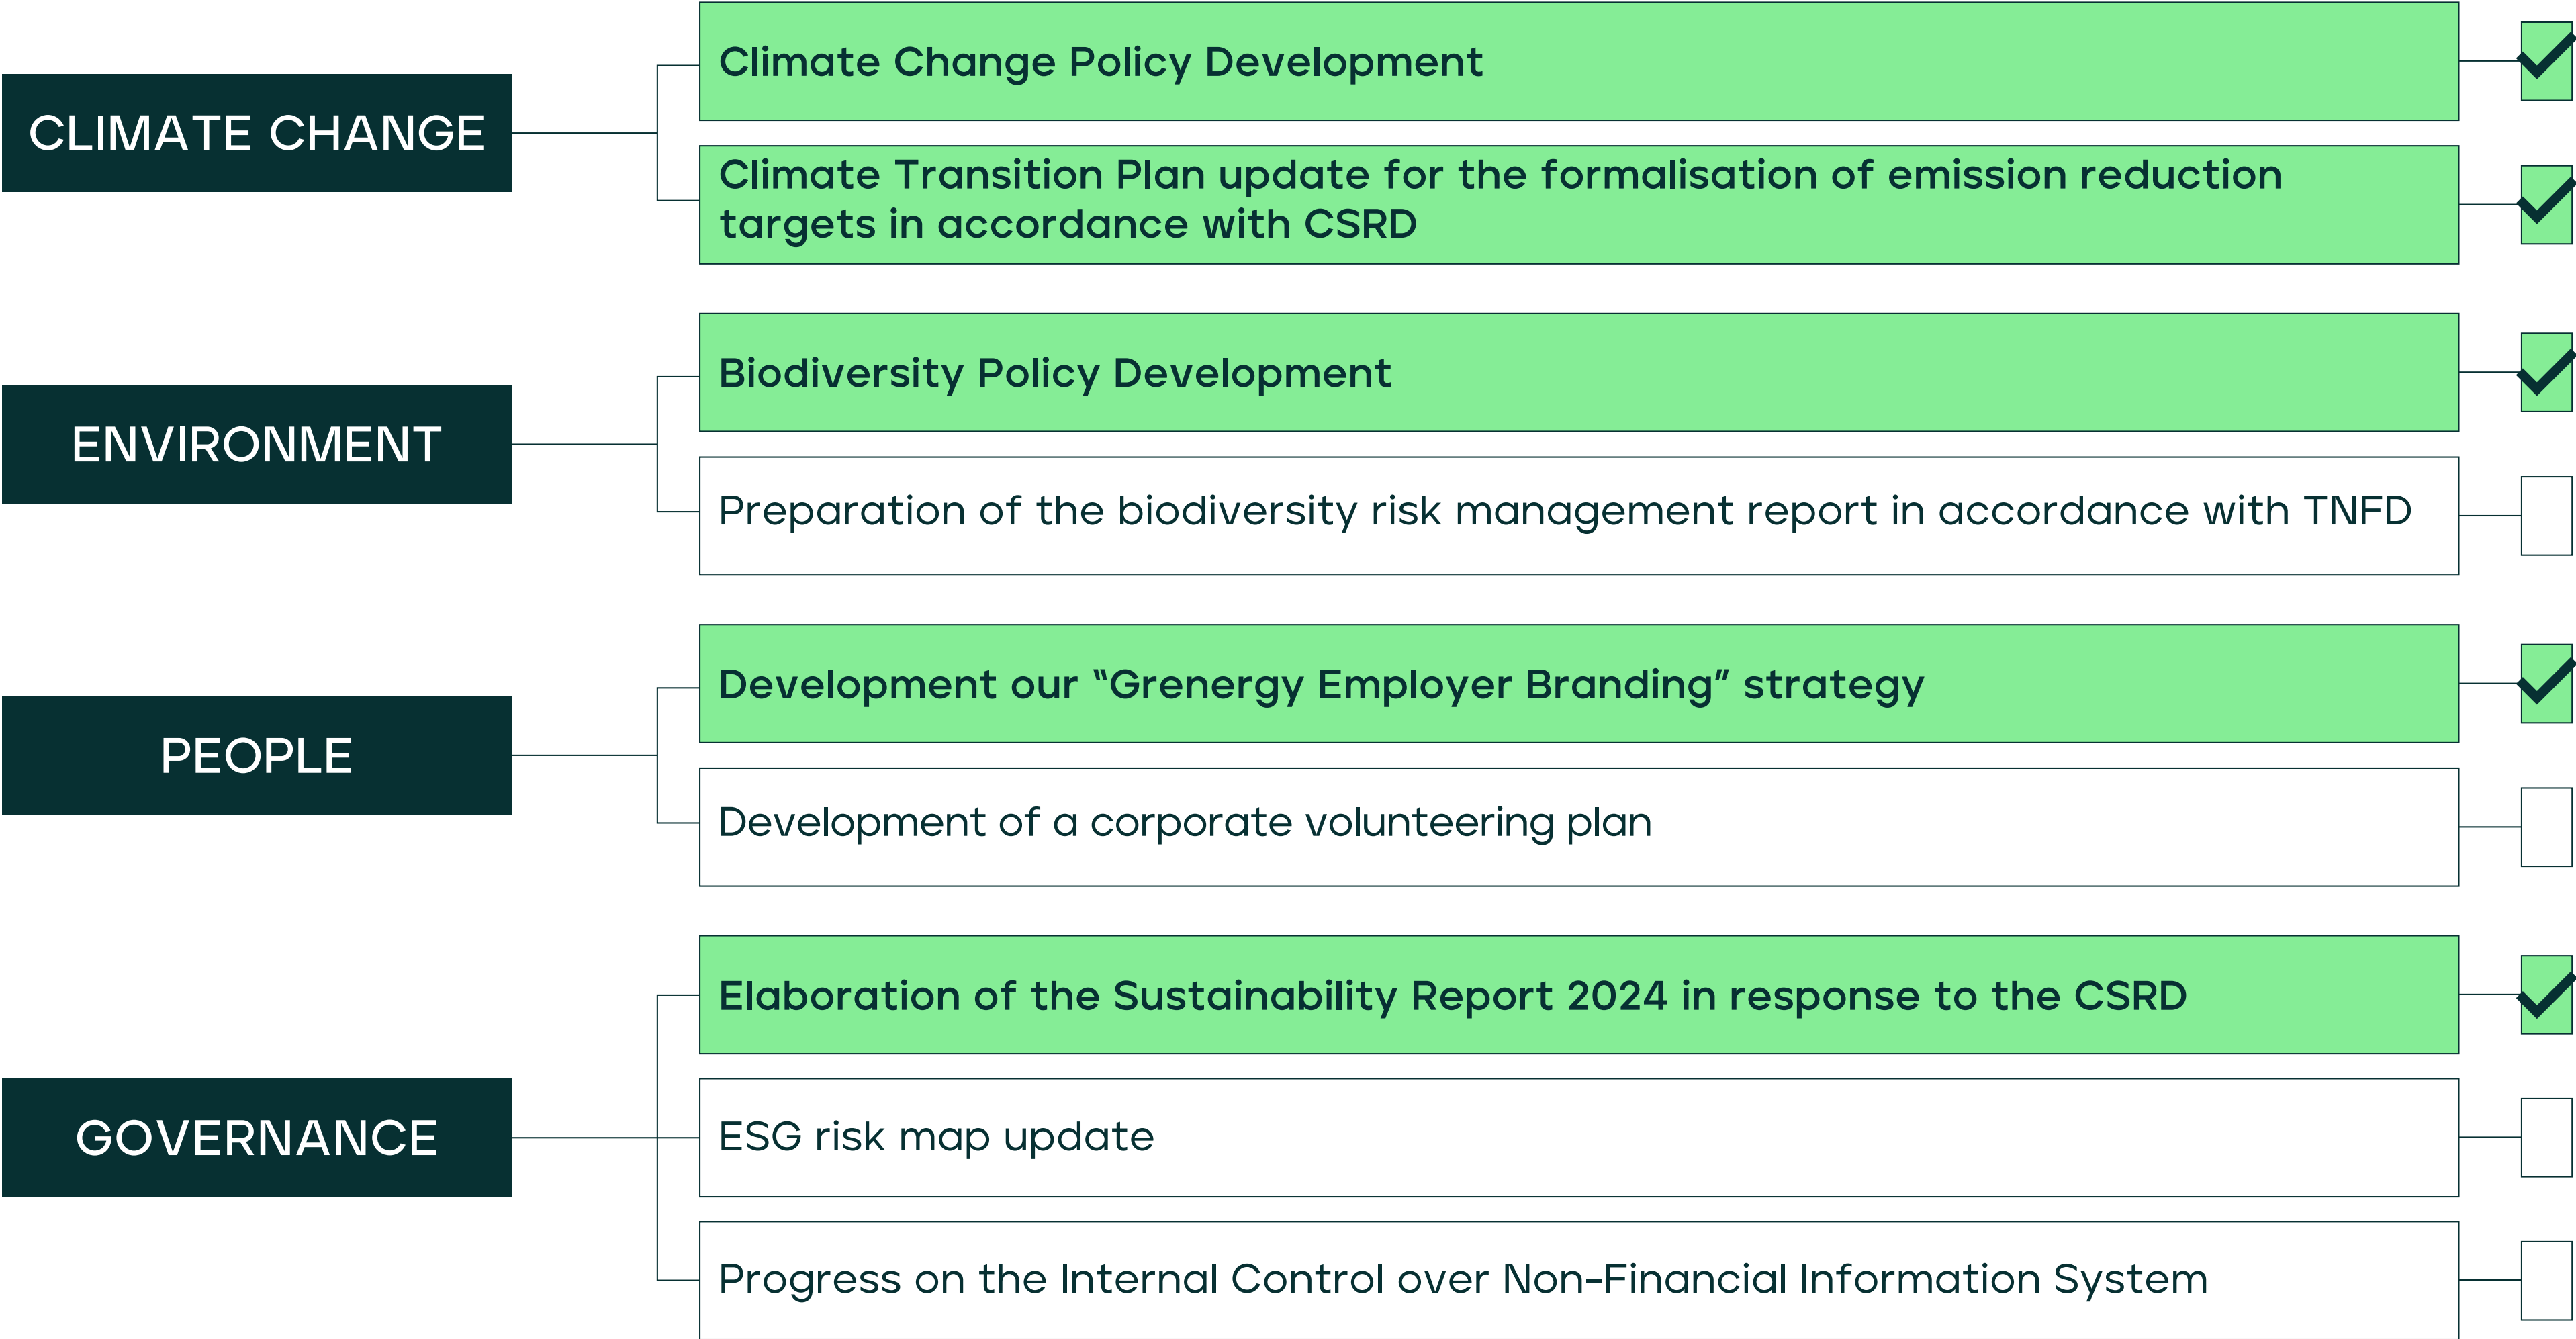 CLIMATE CHANGE
Climate Change Policy Development
Climate Transition Plan update for the formalisation of emission reduction
targets in accordance with CSRD
ENVIRONMENT
Biodiversity Policy Development
Preparation of the biodiversity risk management report in accordance with TNFD
PEOPLE
Development our “Grenergy Employer Branding” strategy
Development of a corporate volunteering plan
GOVERNANCE
Elaboration of the Sustainability Report 2024 in response to the CSRD
ESG risk map update
Progress on the Internal Control over Non-Financial Information System